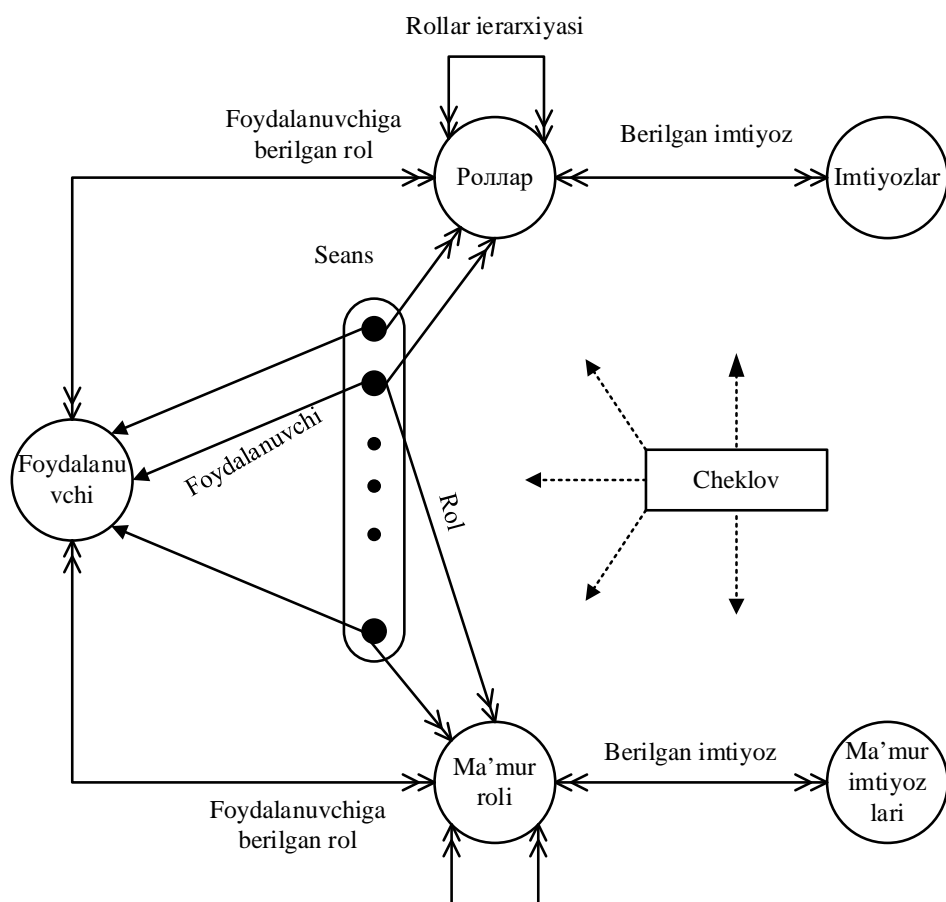 Rollar ierarxiyasi
Foydalanuvchiga
berilgan rol
Berilgan imtiyoz
Роллар
Imtiyozlar
Seans
Foydalanuvchi
Foydalanu
vchi
Rol
Cheklov
Foydalanuvchiga
berilgan rol
Ma’mur
roli
Berilgan imtiyoz
Ma’mur
imtiyoz
lari